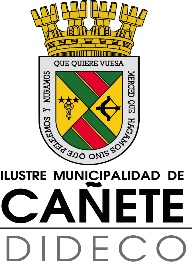 QUE QUIERE VUESA
MERCED QUE HAGAMOS SINO QUE PELEEMOS Y MURAMOS
ILUSTRE MUNICIPALIDAD DE
CAÑETE
DIDECO